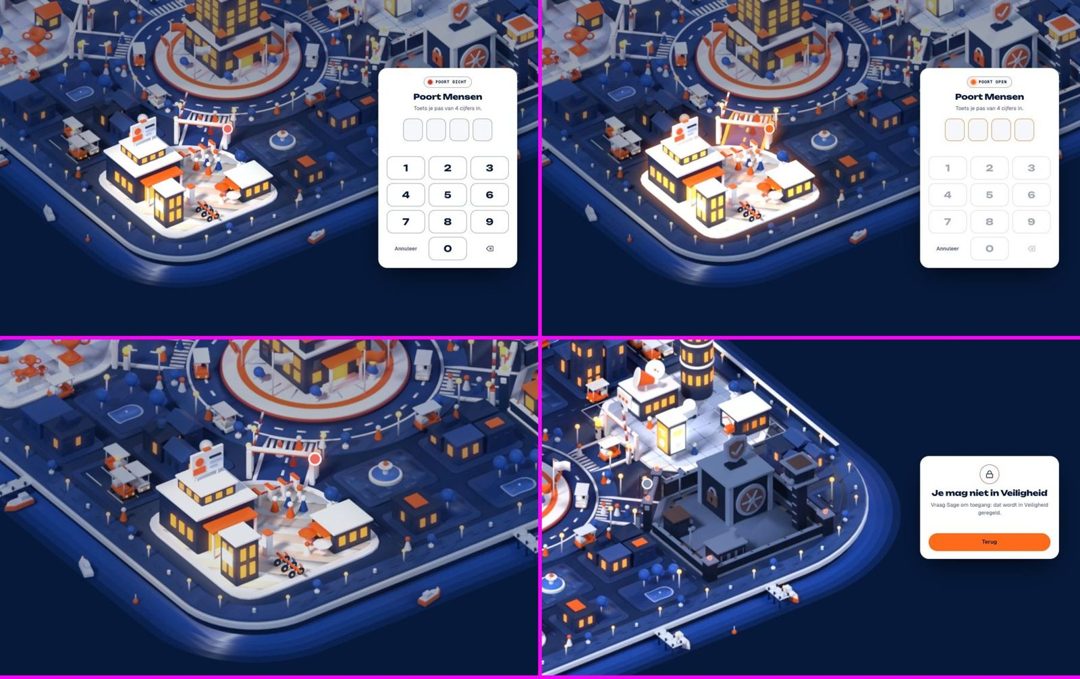 POORT DICHT
Poort Mensen
Toets je pas van 4 cijfers in.
1 2 3
4 5 6
7 8 9
Annuleer 0
POORT OPEN
Poort Mensen
Toets je pas van 4 cijfers in.
1 2 3
4 5 6
7 8 9
Annuleer 0
Je mag niet in Veiligheid
Vraag Sage om toegang: dat wordt in Veiligheid
geregeld.
Terug